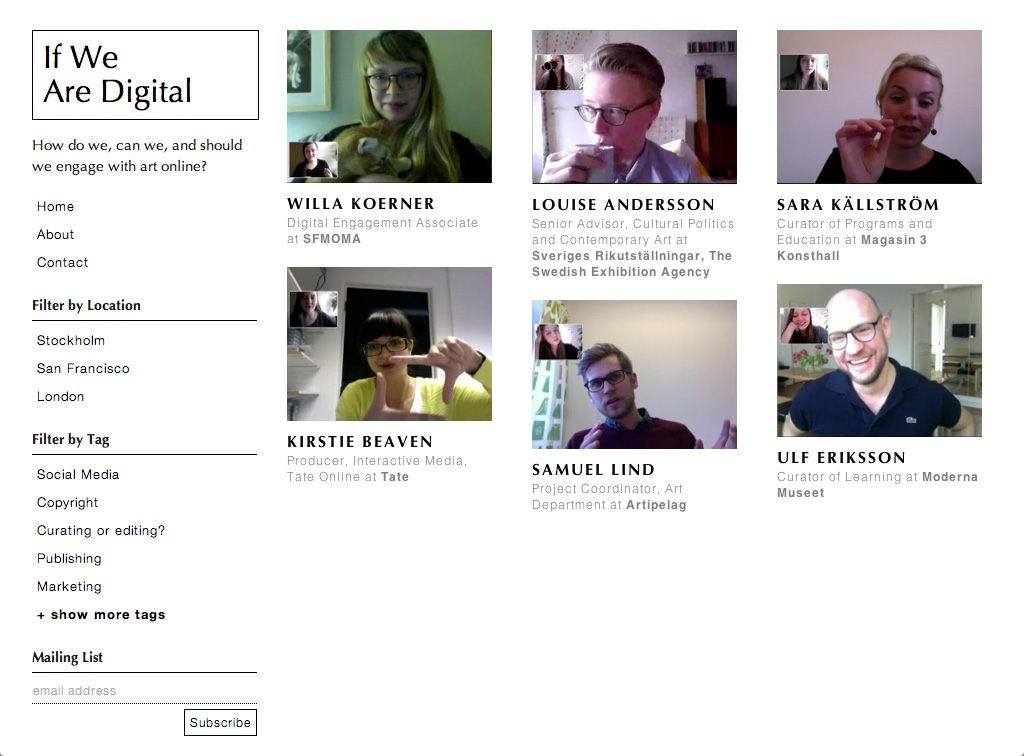 If We
Are Digital
How do we, can we, and should
we engage with art online?
Home
About
Contact
Filter by Location
Stockholm
San Francisco
London
Filter by Tag
Social Media
Copyright
Curating or editing?
Publishing
Marketing
+ show more tags
Mailing List
email address
Subscribe
WILLA KOERNER
Digital Engagement Associate
at SFMOMA
KIRSTIE BEAVEN
Producer, Interactive Media,
Tate Online at Tate
LOUISE ANDERSSON
Senior Advisor, Cultural Politics
and Contemporary Art at
Sveriges Rikutställningar, The
Swedish Exhibition Agency
SAMUEL LIND
Project Coordinator, Art
Department at Artipelag
SARA KÄLLSTRÖM
Curator of Programs and
Education at Magasin 3
Konsthall
ULF ERIKSSON
Curator of Learning at Moderna
Museet